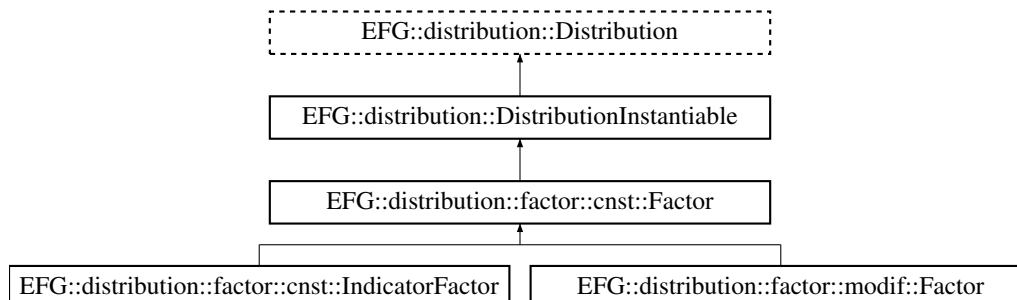 EFG::distribution::Distribution
EFG::distribution::DistributionInstantiable
EFG::distribution::factor::cnst::Factor
EFG::distribution::factor::cnst::IndicatorFactor
EFG::distribution::factor::modif::Factor